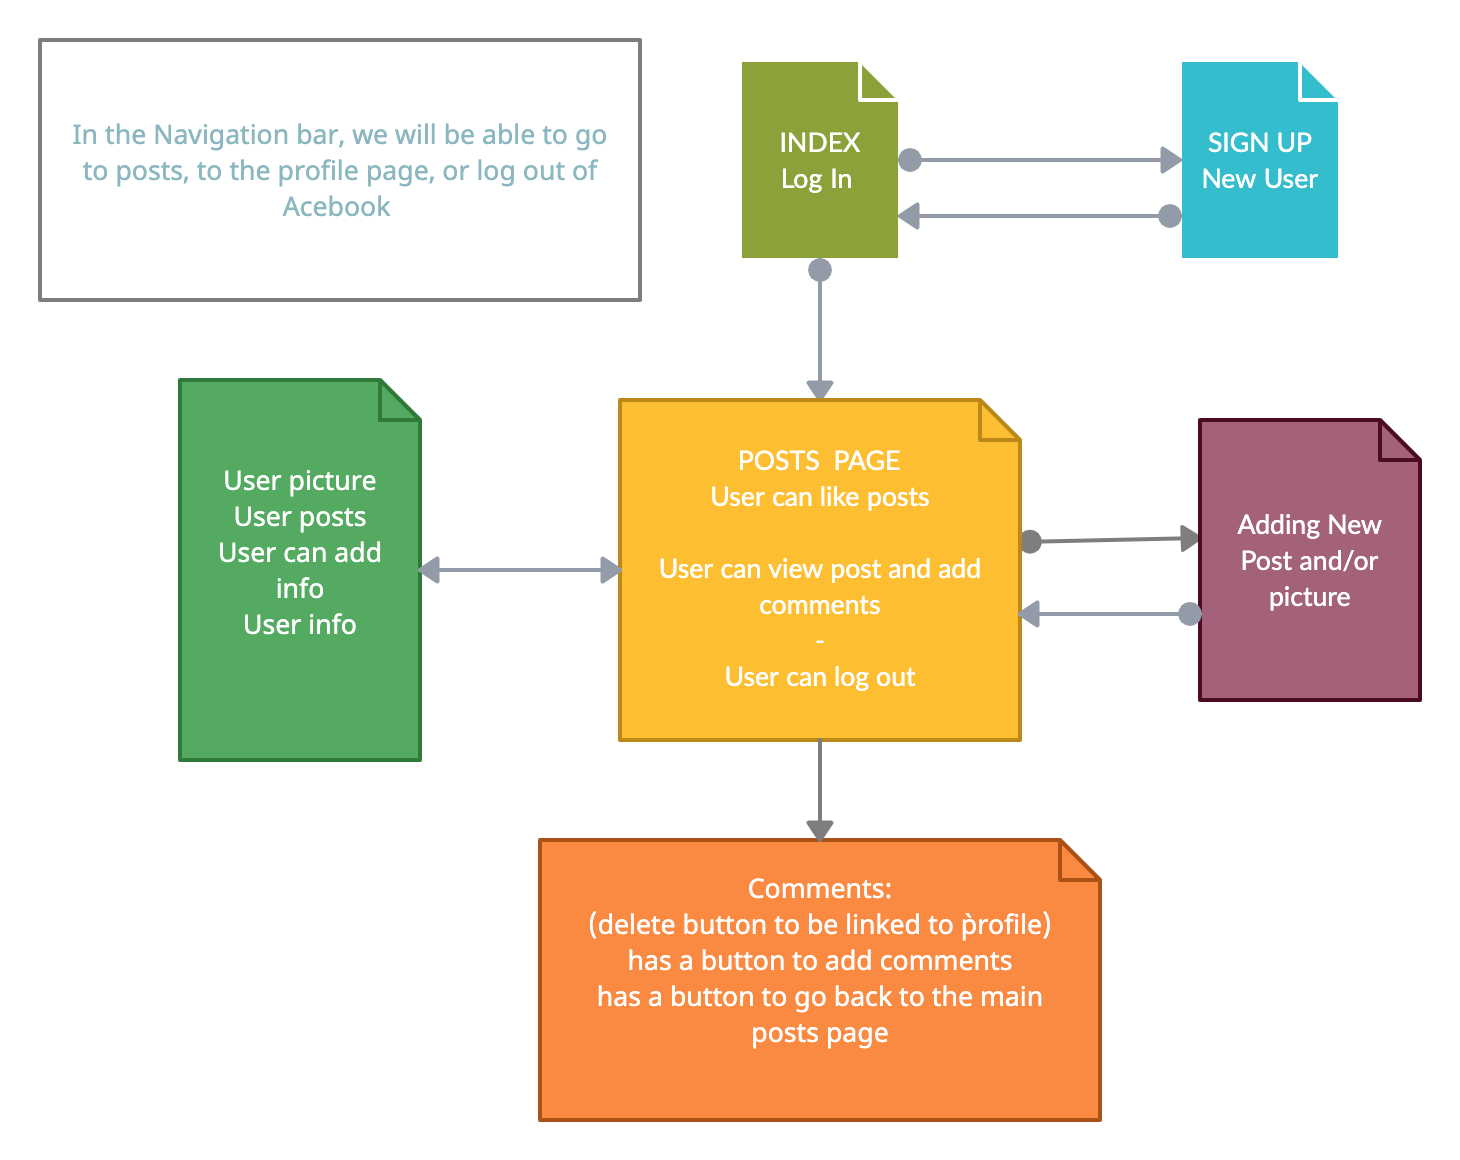 In the Navigation bar, we will be able to go
to posts, to the profile page, or log out of
Acebook
INDEX
Log In
SIGN UP
New User
User picture
User posts
User can add
info
User info
POSTS  PAGE
User can like posts
User can view post and add
comments
-
User can log out
Adding New
Post and/or
picture
Comments:
(delete button to be linked to p̀rofile)
has a button to add comments
has a button to go back to the main
posts page